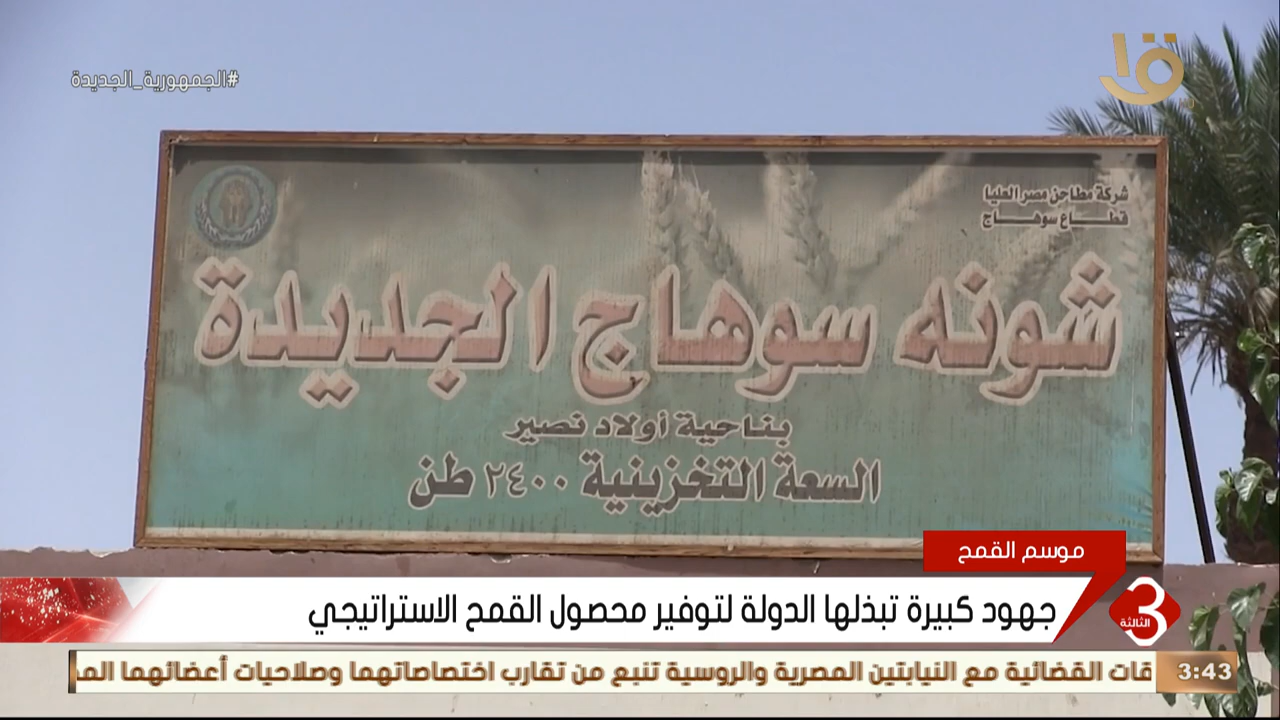 #الجمهورية_الجديدة
شركة مطاحن مصر العليا
قطاع سوهاج
شونه سوهاج الجديدة
بناحية أولاد نصير
السعة التخزينية ٢٤٠٠ طن
موسم القمح
جهود كبيرة تبذلها الدولة لتوفير محصول القمح الاستراتيجي
3 الثالثة
قات القضائية مع النيابتين المصرية والروسية تنبع من تقارب اختصاصاتهما وصلاحيات أعضائهما الم
3:43